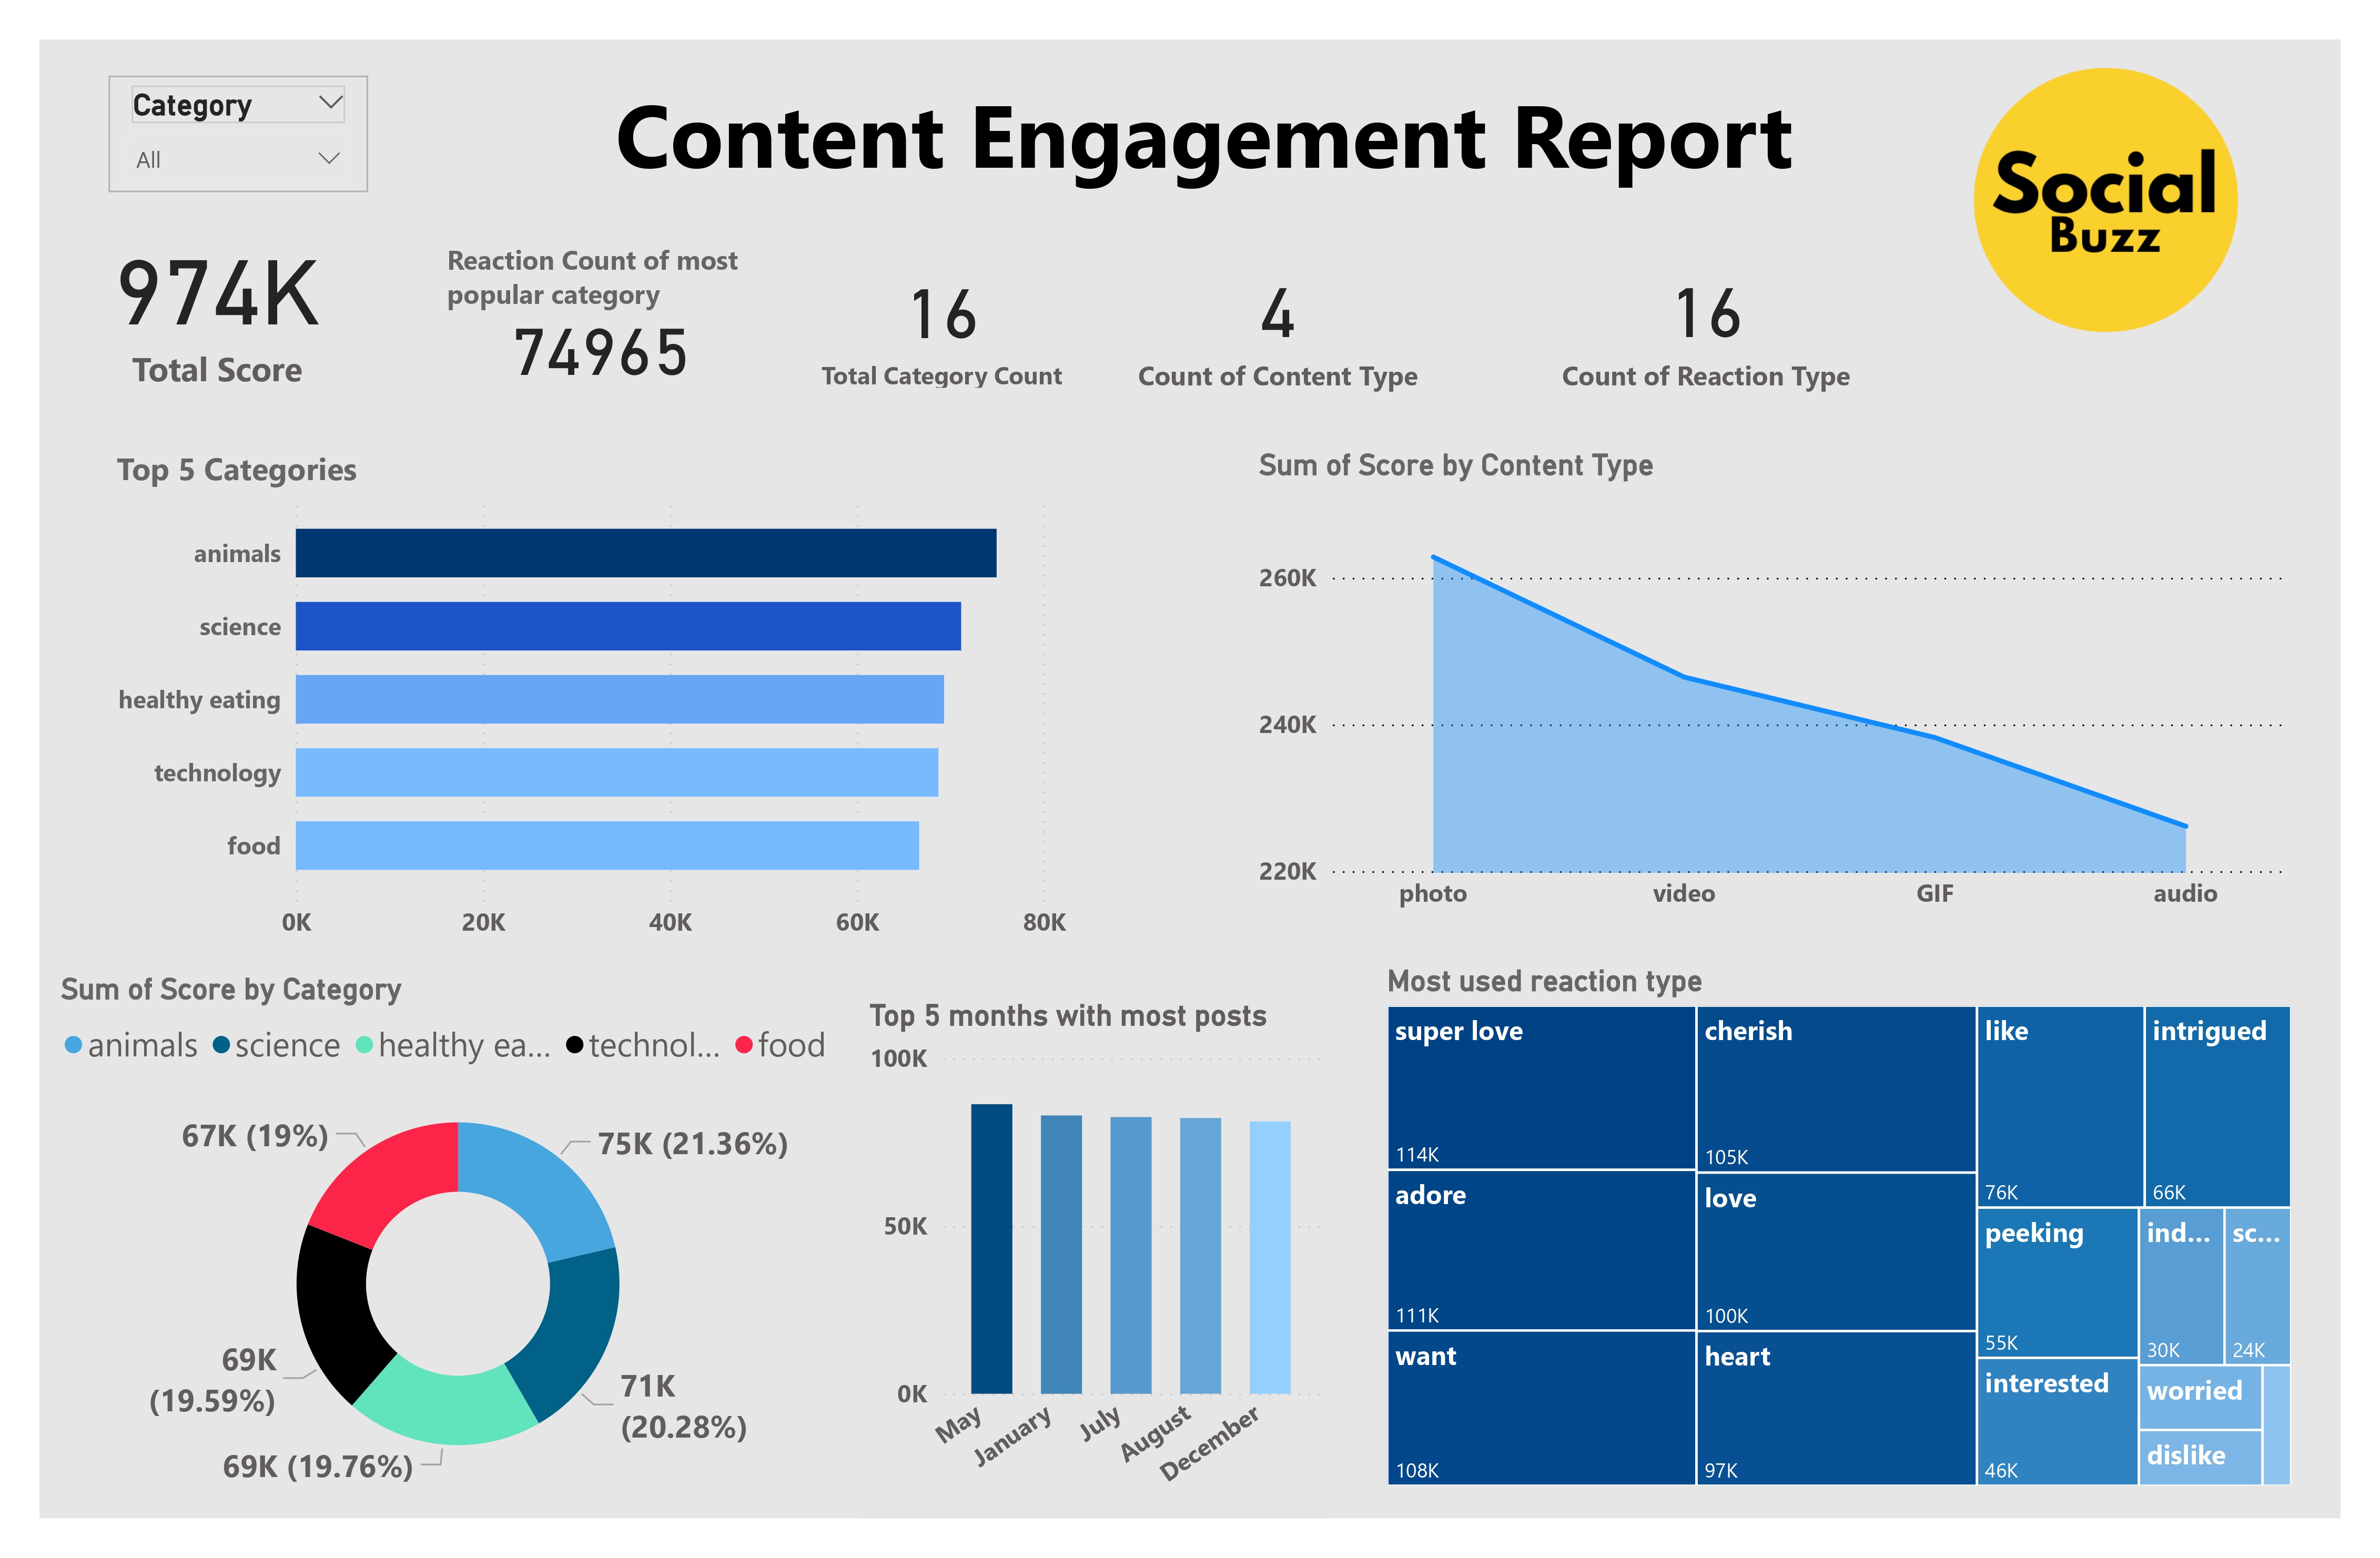 Category
All
Content Engagement Report
Social
Buzz
974K
Total Score
Reaction Count of most
popular category
74965
16
Total Category Count
4
Count of Content Type
16
Count of Reaction Type
Top 5 Categories
animals
science
healthy eating
technology
food
0K 20K 40K 60K 80K
Sum of Score by Content Type
260K
240K
220K
photo video GIF audio
Sum of Score by Category
animals science healthy ea... technol... food
67K (19%)
75K (21.36%)
69K
(19.59%)
71K
(20.28%)
69K (19.76%)
Top 5 months with most posts
100K
50K
0K
May January July August December
Most used reaction type
super love
114K
adore
111K
want
108K
cherish
105K
love
100K
heart
97K
like
76K
intrigued
66K
peeking
55K
interested
46K
ind...
30K
sc...
24K
worried
dislike